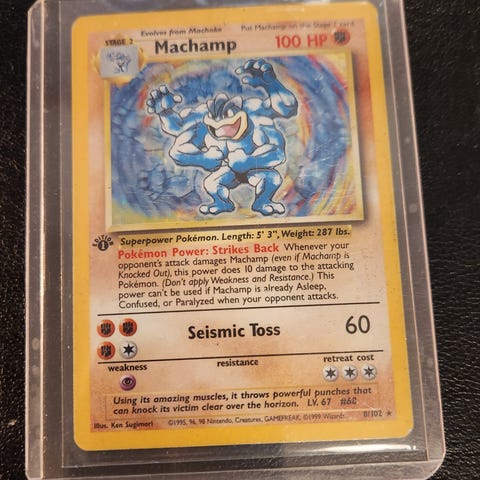 Evolves from Machoke Put Machamp on the Stage 1 card
STAGE 2
Machamp 100 HP
EDITION 1
Superpower Pokémon. Length: 5' 3", Weight: 287 lbs.
Pokémon Power: Strikes Back Whenever your
opponent's attack damages Machamp (even if Machamp is
Knocked Out), this power does 10 damage to the attacking
Pokémon. (Don't apply Weakness and Resistance.) This
power can't be used if Machamp is already Asleep,
Confused, or Paralyzed when your opponent attacks.
Seismic Toss 60
weakness resistance retreat cost
Using its amazing muscles, it throws powerful punches that
can knock its victim clear over the horizon. LV. 67 #68
Illus. Ken Sugimori ©1995, 96, 98 Nintendo, Creatures, GAMEFREAK. ©1999 Wizards. 8/102 ★